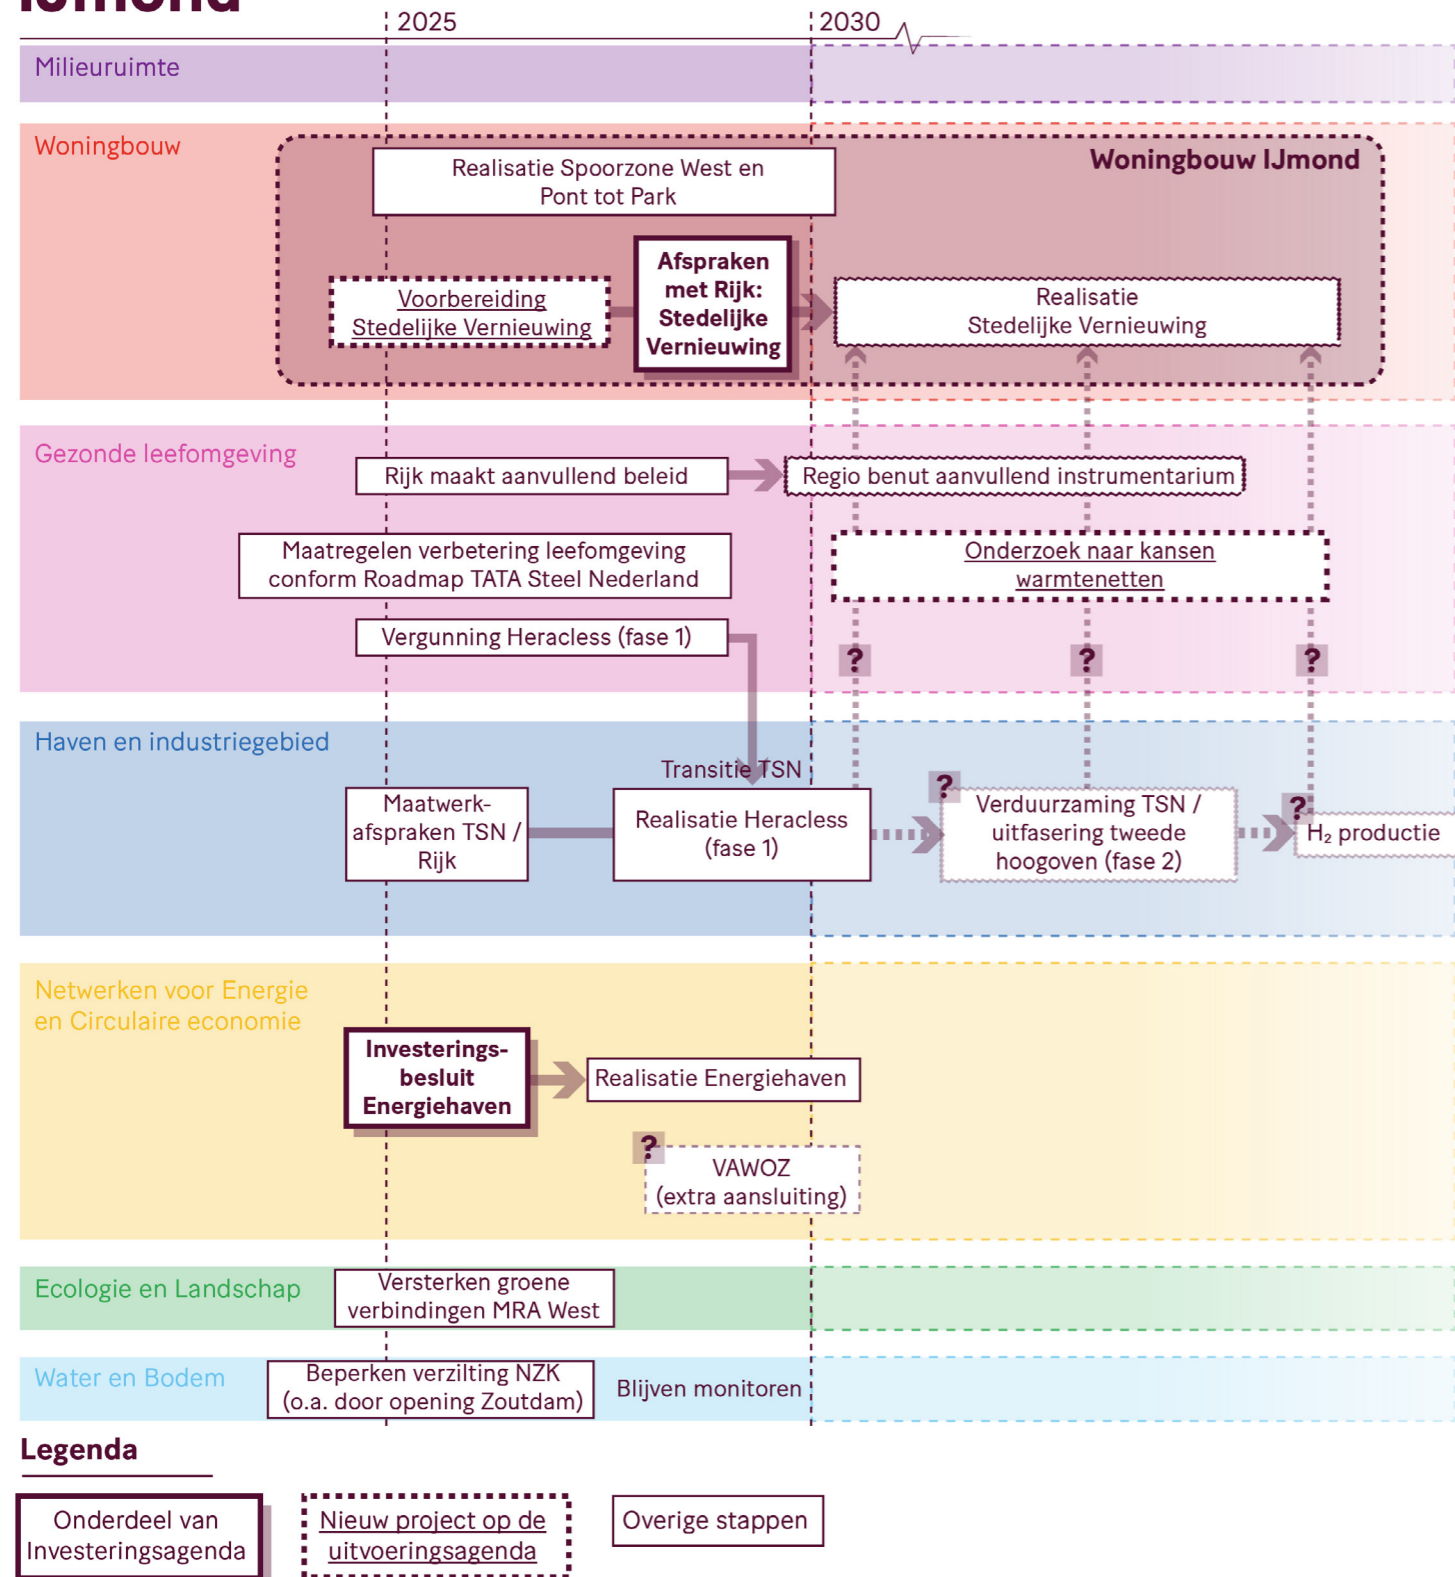 IJmond
2025
2030
Milieuruimte
Woningbouw
Woningbouw IJmond
Realisatie Spoorzone West en
Pont tot Park
Voorbereiding
Stedelijke Vernieuwing
Afspraken
met Rijk:
Stedelijke
Vernieuwing
Realisatie
Stedelijke Vernieuwing
Gezonde leefomgeving
Rijk maakt aanvullend beleid
Regio benut aanvullend instrumentarium
Maatregelen verbetering leefomgeving
conform Roadmap TATA Steel Nederland
Onderzoek naar kansen
warmtenetten
Vergunning Heracless (fase 1)
?
?
?
Haven en industriegebied
Transitie TSN
Maatwerk-
afspraken TSN /
Rijk
Realisatie Heracless
(fase 1)
?
Verduurzaming TSN /
uitfasering tweede
hoogoven (fase 2)
?
H₂ productie
Netwerken voor Energie
en Circulaire economie
Investerings-
besluit
Energiehaven
Realisatie Energiehaven
?
VAWOZ
(extra aansluiting)
Ecologie en Landschap
Versterken groene
verbindingen MRA West
Water en Bodem
Beperken verzilting NZK
(o.a. door opening Zoutdam)
Blijven monitoren
Legenda
Onderdeel van
Investeringsagenda
Nieuw project op de
uitvoeringsagenda
Overige stappen